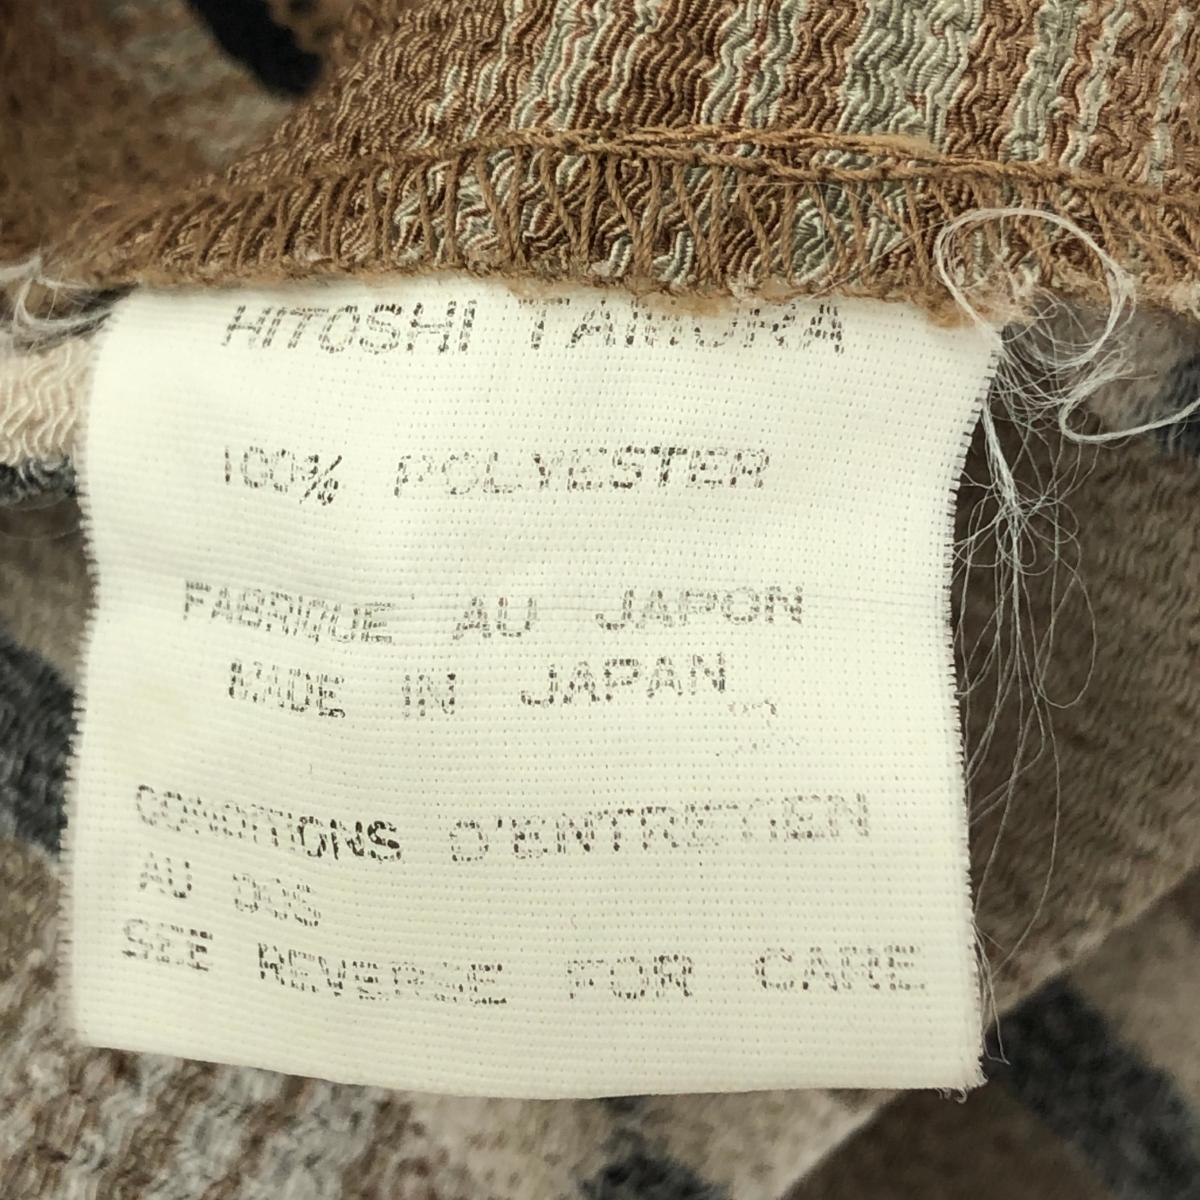 HITOSHI TAMURA
100% POLYESTER
FABRIQUE AU JAPON
MADE IN JAPAN
CONDITIONS D'ENTRETIEN
AU DOS
SEE REVERSE FOR CARE